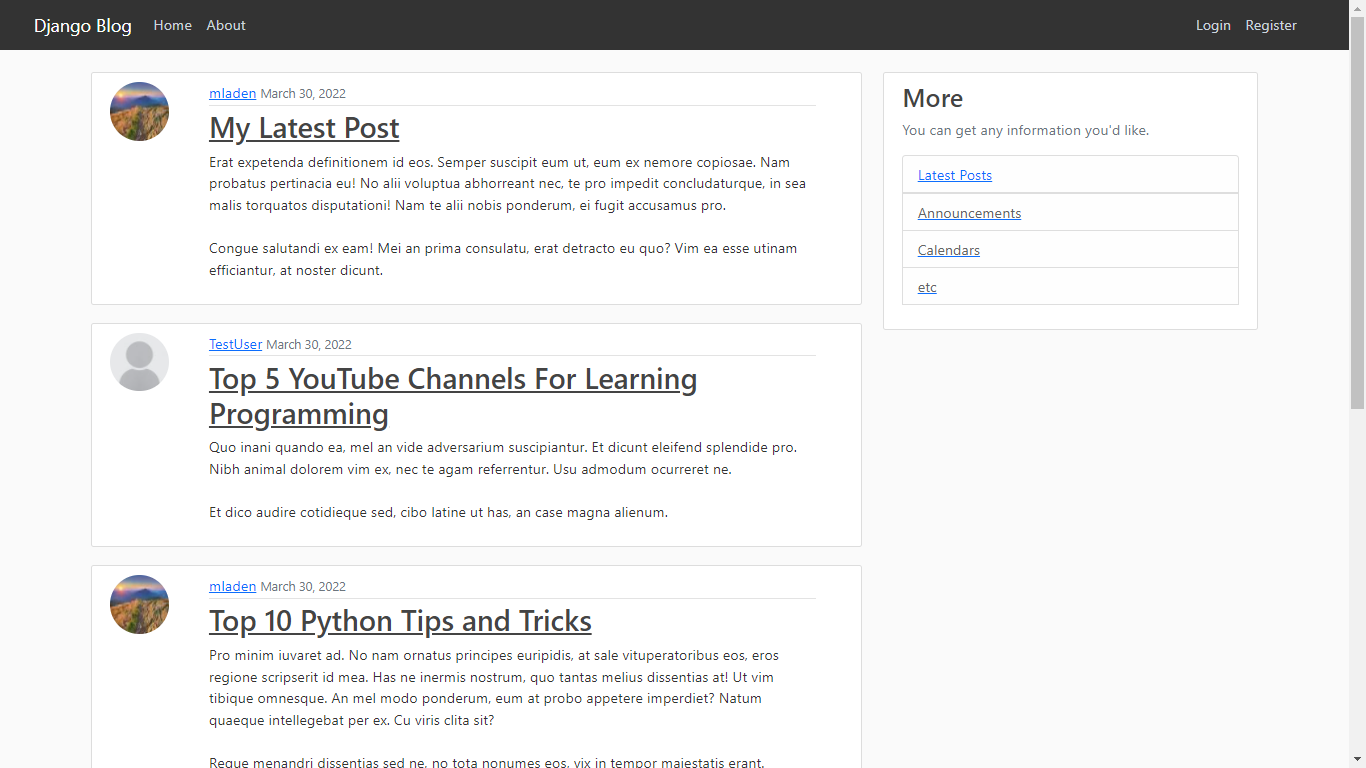 Django Blog Home About Login Register
mladen March 30, 2022
My Latest Post
Erat expetenda definitionem id eos. Semper suscipit eum ut, eum ex nemore copiosae. Nam
probatus pertinacia eu! No alii voluptua abhorreant nec, te pro impedit concludaturque, in sea
malis torquatos disputationi! Nam te alii nobis ponderum, ei fugit accusamus pro.
Congue salutandi ex eam! Mei an prima consulatu, erat detracto eu quo? Vim ea esse utinam
efficiantur, at noster dicunt.
TestUser March 30, 2022
Top 5 YouTube Channels For Learning
Programming
Quo inani quando ea, mel an vide adversarium suscipiantur. Et dicunt eleifend splendide pro.
Nibh animal dolorem vim ex, nec te agam referrentur. Usu admodum ocurreret ne.
Et dico audire cotidieque sed, cibo latine ut has, an case magna alienum.
mladen March 30, 2022
Top 10 Python Tips and Tricks
Pro minim iuvaret ad. No nam ornatus principes euripidis, at sale vituperatoribus eos, eros
regione scripserit id mea. Has ne inermis nostrum, quo tantas melius dissentias at! Ut vim
tibique omnesque. An mel modo ponderum, eum at probo appetere imperdiet? Natum
quaeque intellegebat per ex. Cu viris clita sit?
Reque menandri dissentias sed ne, no tota nonumes eos, vix in tempor maiestatis erant.
More
You can get any information you'd like.
Latest Posts
Announcements
Calendars
etc